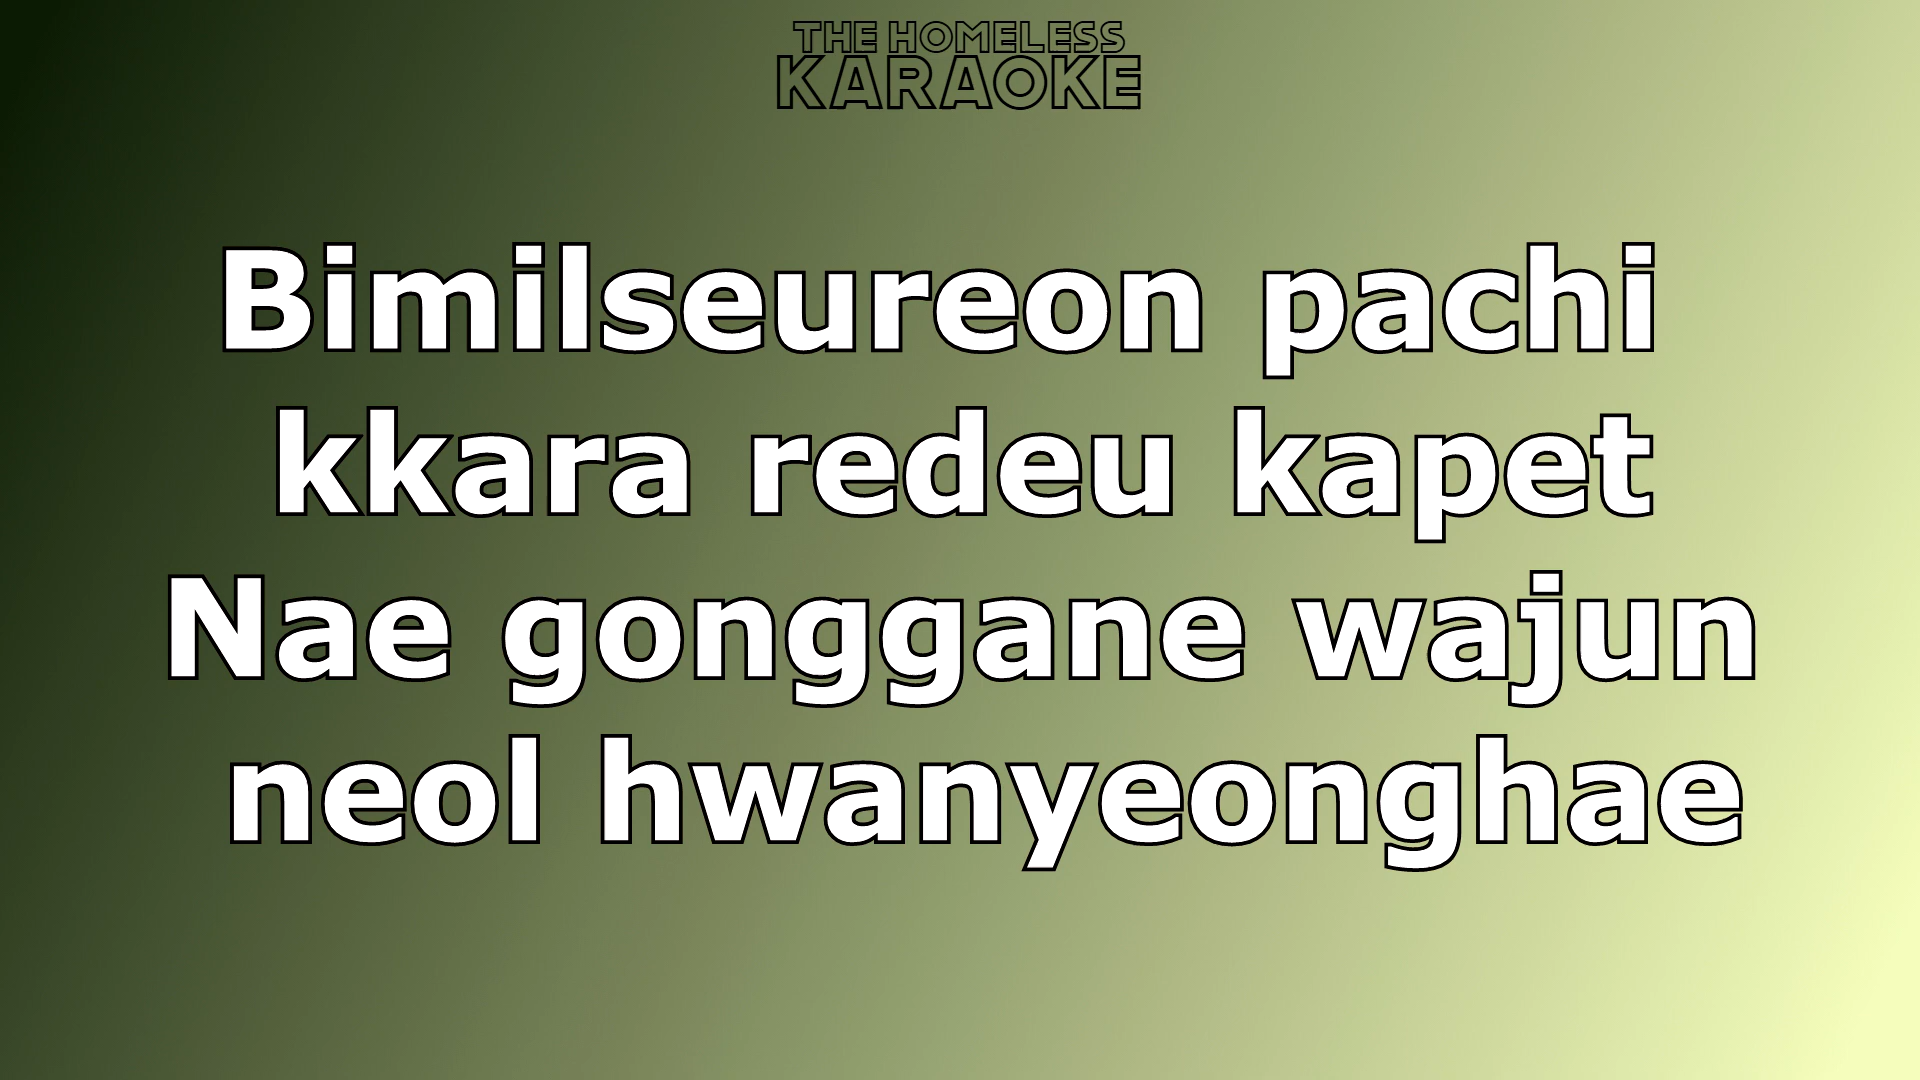 THE HOMELESS
KARAOKE
Bimilseureon pachi
kkara redeu kapet
Nae gonggane wajun
neol hwanyeonghae